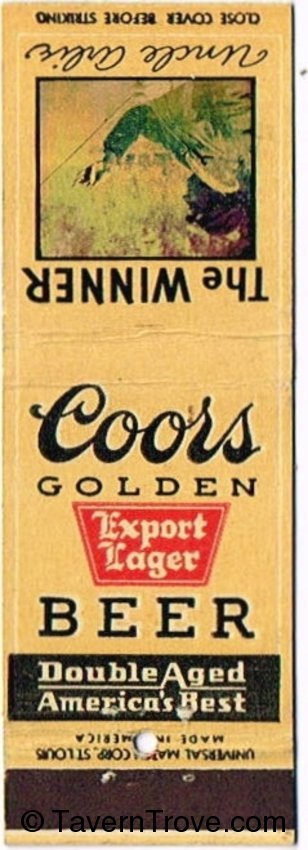 CLOSE COVER BEFORE STRIKING
Uncle Artie
The WINNER
Coors
GOLDEN
Export
Lager
BEER
Double Aged
America's Best
UNIVERSAL MATCH CORP. ST. LOUIS
MADE IN AMERICA
© TavernTrove.com